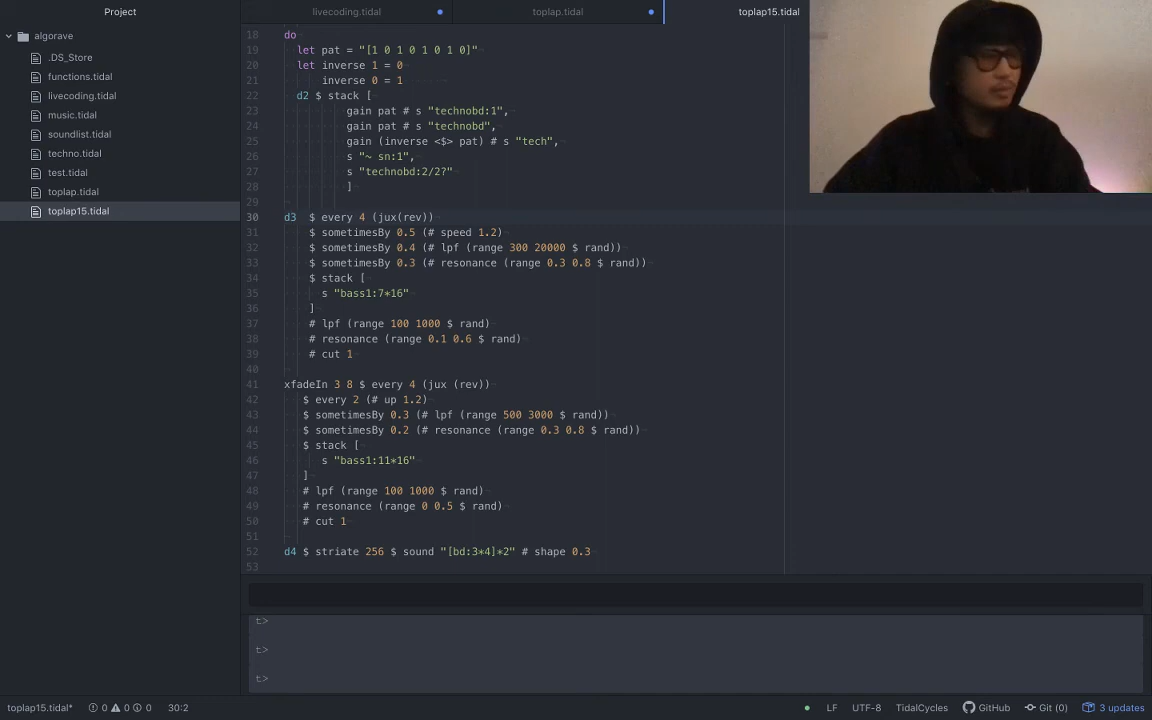 Project
livecoding.tidal
toplap.tidal
toplap15.tidal
algorave
.DS_Store
functions.tidal
livecoding.tidal
music.tidal
soundlist.tidal
techno.tidal
test.tidal
toplap.tidal
toplap15.tidal
18 do
19 let pat = "[1 0 1 0 1 0 1 0]"
20 let inverse 1 = 0
21 inverse 0 = 1
22 d2 $ stack [
23 gain pat # s "technobd:1",
24 gain pat # s "technobd",
25 gain (inverse <$> pat) # s "tech",
26 s "~ sn:1",
27 s "technobd:2/2?"
28 ]
29
30 d3 $ every 4 (jux(rev))
31 $ sometimesBy 0.5 (# speed 1.2)
32 $ sometimesBy 0.4 (# lpf (range 300 20000 $ rand))
33 $ sometimesBy 0.3 (# resonance (range 0.3 0.8 $ rand))
34 $ stack [
35 s "bass1:7*16"
36 ]
37 # lpf (range 100 1000 $ rand)
38 # resonance (range 0.1 0.6 $ rand)
39 # cut 1
40
41 xfadeIn 3 8 $ every 4 (jux (rev))
42 $ every 2 (# up 1.2)
43 $ sometimesBy 0.3 (# lpf (range 500 3000 $ rand))
44 $ sometimesBy 0.2 (# resonance (range 0.3 0.8 $ rand))
45 $ stack [
46 s "bass1:11*16"
47 ]
48 # lpf (range 100 1000 $ rand)
49 # resonance (range 0 0.5 $ rand)
50 # cut 1
51
52 d4 $ striate 256 $ sound "[bd:3*4]*2" # shape 0.3
53
t>
t>
t>
toplap15.tidal* 0 0 0 30:2 LF UTF-8 TidalCycles GitHub Git (0) 3 updates